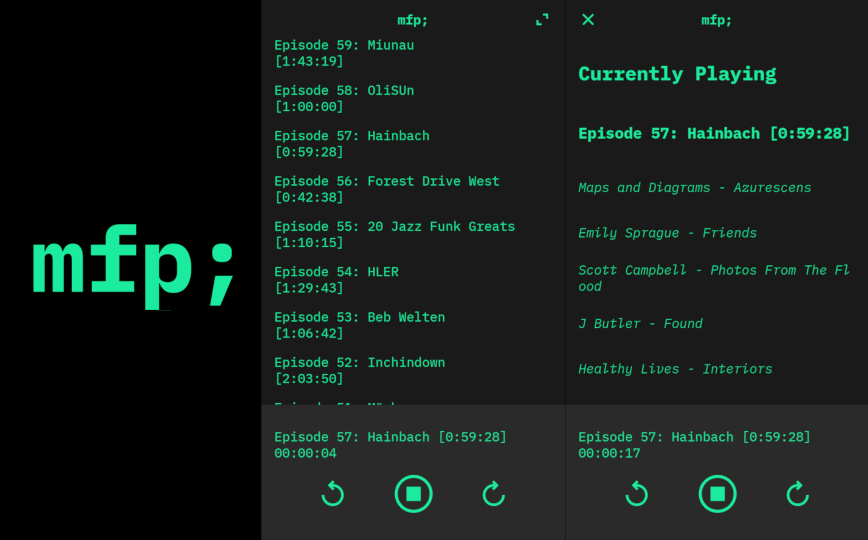 mfp;
mfp;
Episode 59: Miunau
[1:43:19]
Episode 58: OliSUn
[1:00:00]
Episode 57: Hainbach
[0:59:28]
Episode 56: Forest Drive West
[0:42:38]
Episode 55: 20 Jazz Funk Greats
[1:10:15]
Episode 54: HLER
[1:29:43]
Episode 53: Beb Welten
[1:06:42]
Episode 52: Inchindown
[2:03:50]
Episode 57: Hainbach [0:59:28]
00:00:04
mfp;
Currently Playing
Episode 57: Hainbach [0:59:28]
Maps and Diagrams - Azurescens
Emily Sprague - Friends
Scott Campbell - Photos From The Fl
ood
J Butler - Found
Healthy Lives - Interiors
Episode 57: Hainbach [0:59:28]
00:00:17